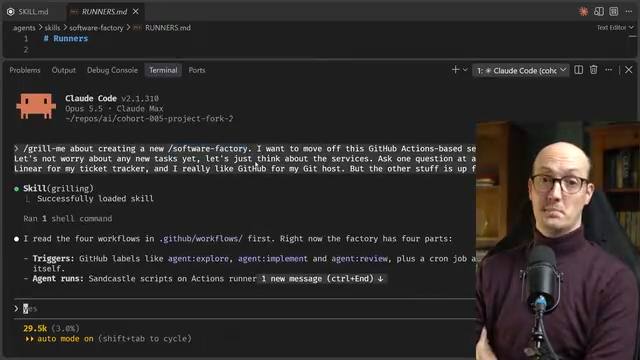 SKILL.md
RUNNERS.md ×
.agents > skills > software-factory > RUNNERS.md
Text Editor
1 # Runners
2
Problems Output Debug Console Terminal Ports
1: ✳ Claude Code (coho
Claude Code v2.1.310
Opus 5.5 · Claude Max
~/repos/ai/cohort-005-project-fork-2
> /grill-me about creating a new /software-factory. I want to move off this GitHub Actions-based se
Let's not worry about any new tasks yet, let's just think about the services. Ask one question at a
Linear for my ticket tracker, and I really like GitHub for my Git host. But the other stuff is up f
● Skill(grilling)
└ Successfully loaded skill
Ran 1 shell command
● I read the four workflows in .github/workflows/ first. Right now the factory has four parts:
- Triggers: GitHub labels like agent:explore, agent:implement and agent:review, plus a cron job a
itself.
- Agent runs: Sandcastle scripts on Actions runner 1 new message (ctrl+End) ↓
> yes
29.5k (3.0%)
⏵⏵ auto mode on (shift+tab to cycle)